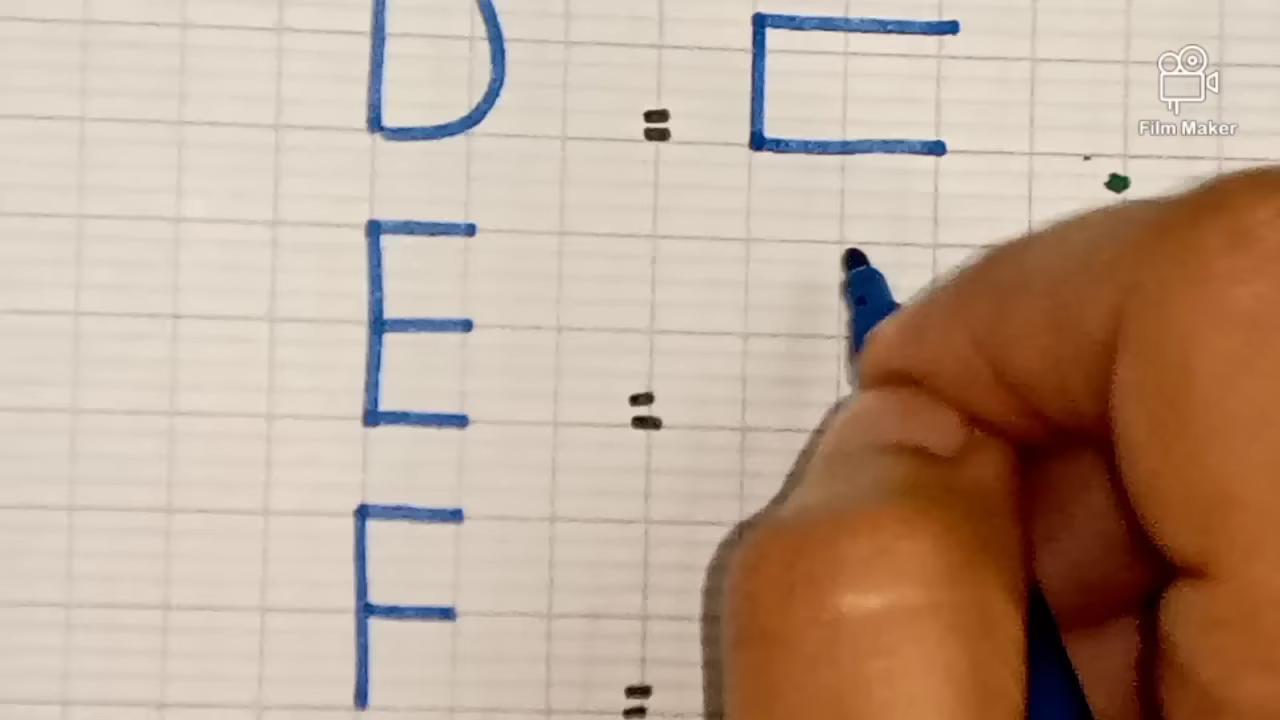 D = ㄷ
E =
F =
Film Maker